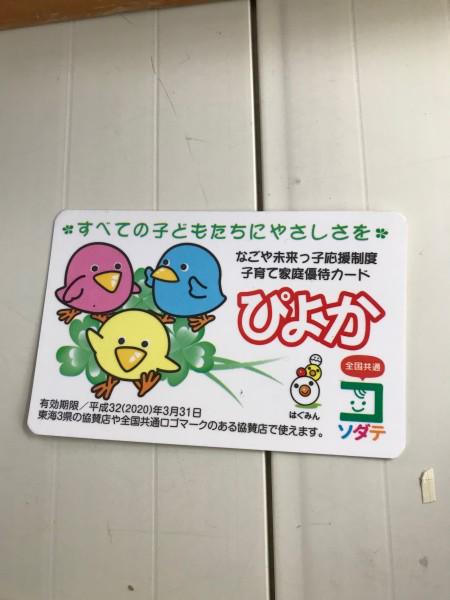 すべての子どもたちにやさしさを
なごや未来っ子応援制度
子育て家庭優待カード
ぴよか
全国共通
はぐみん
コ
ソダテ
有効期限／平成32(2020)年3月31日
東海3県の協賛店や全国共通ロゴマークのある協賛店で使えます。